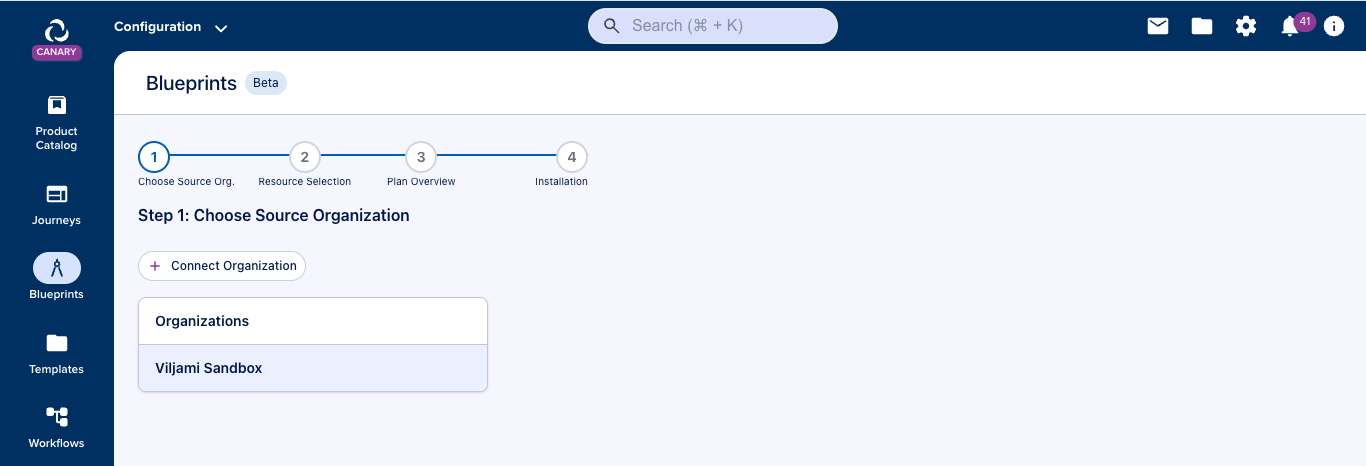 Configuration
Search (⌘ + K)
41
CANARY
Blueprints
Beta
Product
Catalog
Journeys
Blueprints
Templates
Workflows
1
2
3
4
Choose Source Org.
Resource Selection
Plan Overview
Installation
Step 1: Choose Source Organization
+ Connect Organization
Organizations
Viljami Sandbox